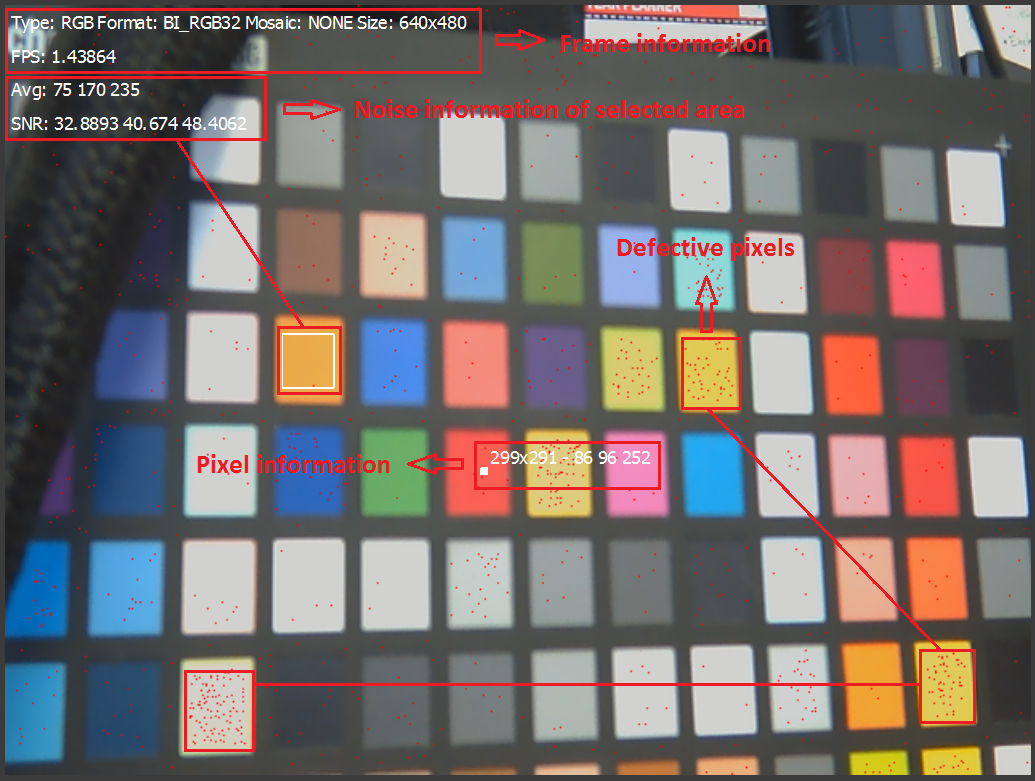 Type: RGB Format: BI_RGB32 Mosaic: NONE Size: 640x480
FPS: 1.43864
Frame information
Avg: 75 170 235
SNR: 32.8893 40.674 48.4062
Noise information of selected area
Defective pixels
Pixel information
299x291 - 86 96 252